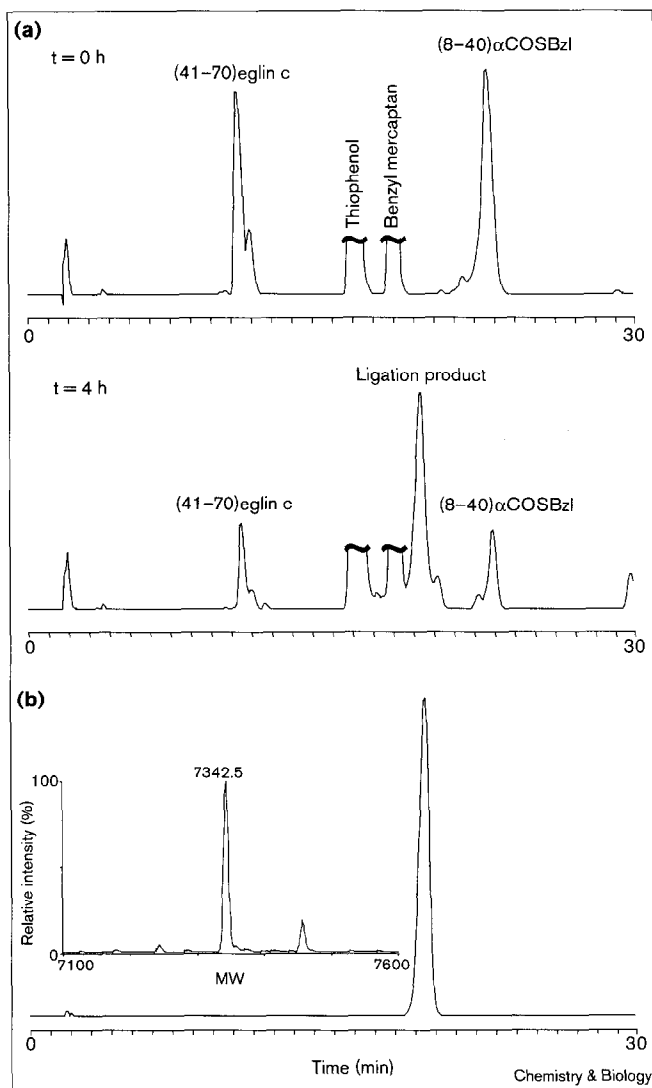 (a)
t = 0 h
(41–70)eglin c
Thiophenol
Benzyl mercaptan
(8–40)αCOSBzl
0
30
t = 4 h
Ligation product
(41–70)eglin c
(8–40)αCOSBzl
0
30
(b)
100
7342.5
Relative intensity (%)
0
7100
7600
MW
0
30
Time (min)
Chemistry & Biology